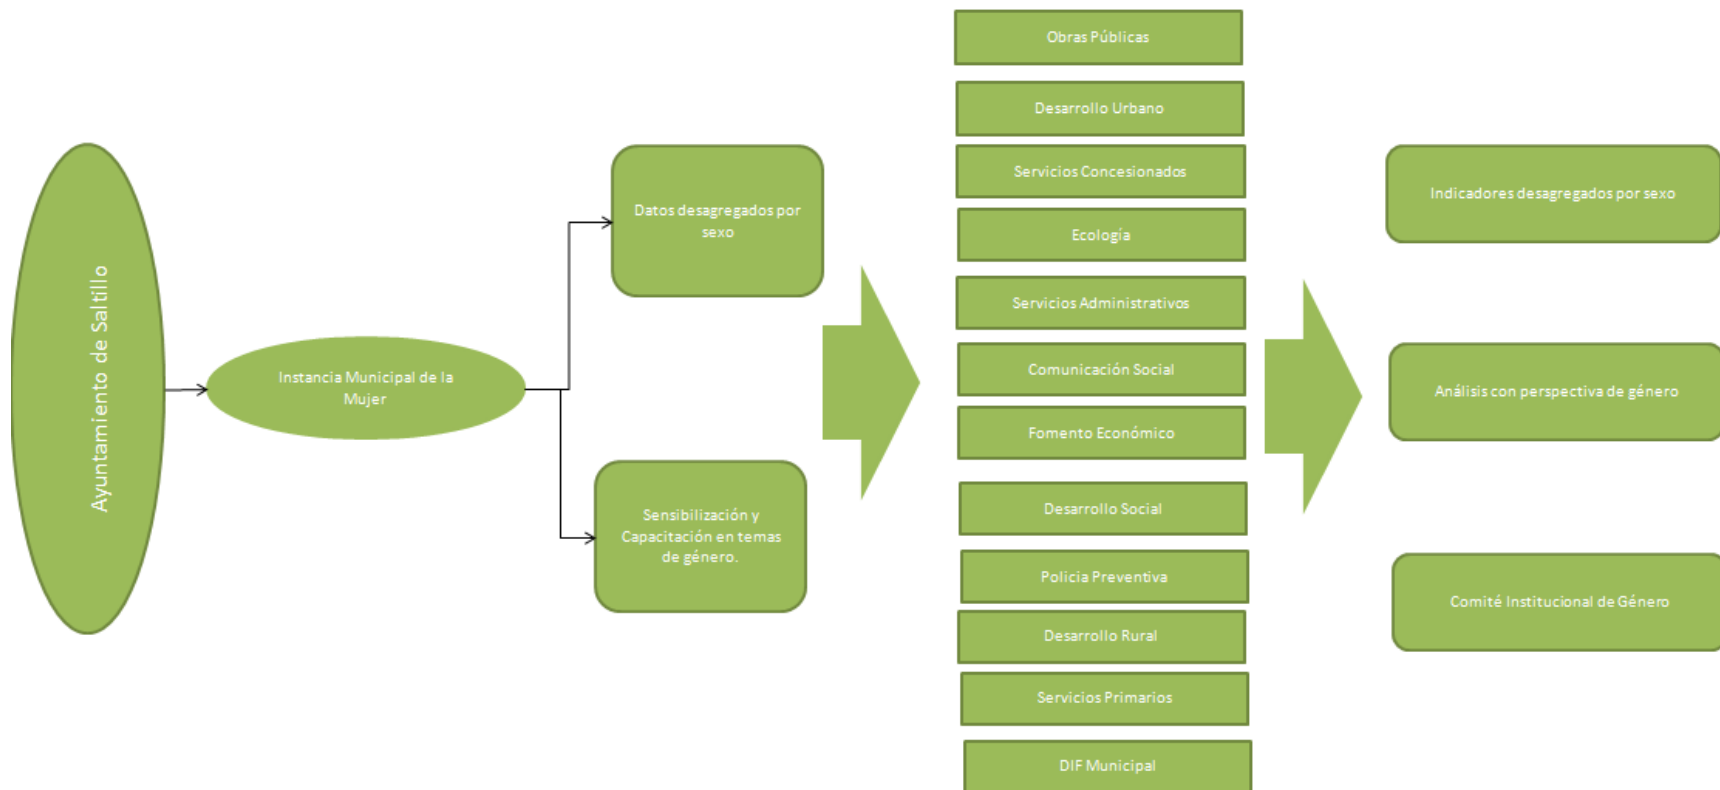 Ayuntamiento de Saltillo
Instancia Municipal de la
Mujer
Datos desagregados por
sexo
Sensibilización y
Capacitación en temas
de género.
Obras Públicas
Desarrollo Urbano
Servicios Concesionados
Ecología
Servicios Administrativos
Comunicación Social
Fomento Económico
Desarrollo Social
Policia Preventiva
Desarrollo Rural
Servicios Primarios
DIF Municipal
Indicadores desagregados por sexo
Análisis con perspectiva de género
Comité Institucional de Género